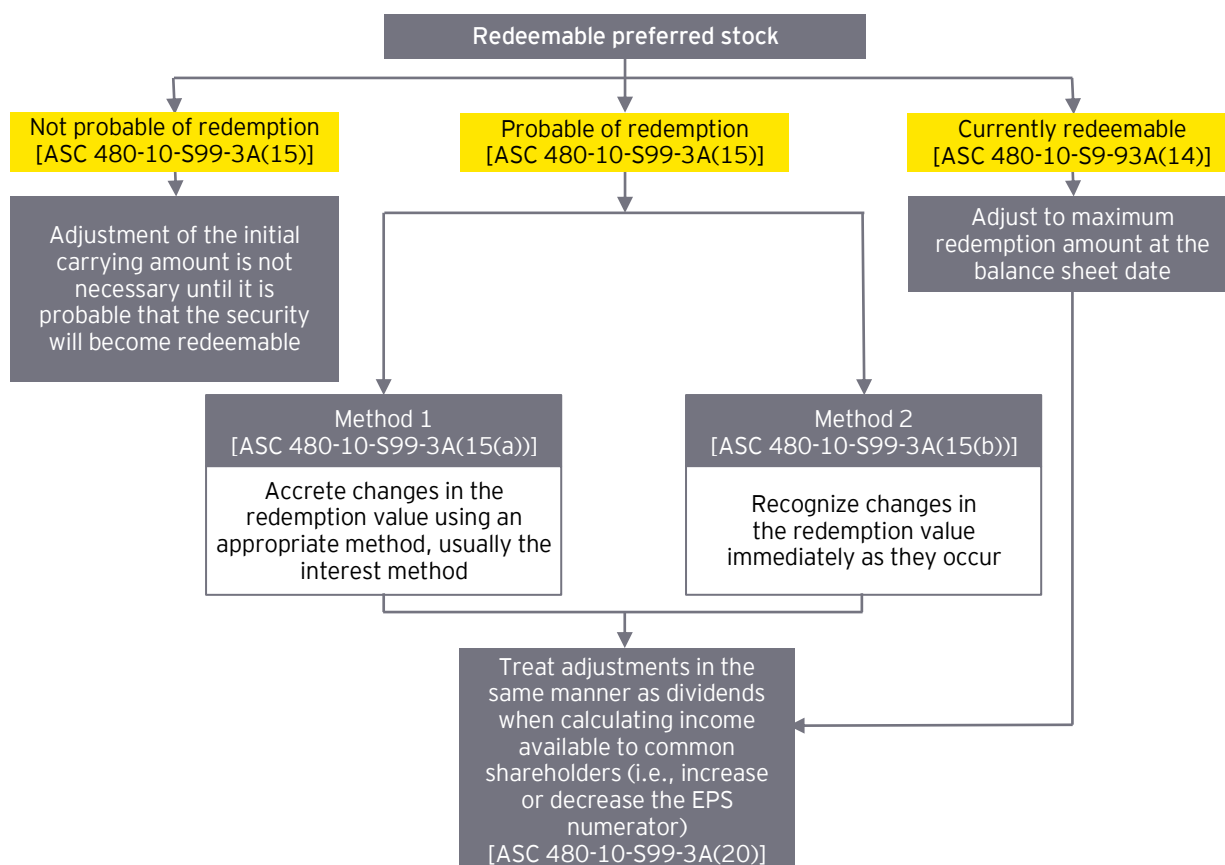 Redeemable preferred stock
Not probable of redemption
[ASC 480-10-S99-3A(15)]
Probable of redemption
[ASC 480-10-S99-3A(15)]
Currently redeemable
[ASC 480-10-S9-93A(14)]
Adjustment of the initial
carrying amount is not
necessary until it is
probable that the security
will become redeemable
Adjust to maximum
redemption amount at the
balance sheet date
Method 1
[ASC 480-10-S99-3A(15(a))]
Accrete changes in the
redemption value using an
appropriate method, usually the
interest method
Method 2
[ASC 480-10-S99-3A(15(b))]
Recognize changes in
the redemption value
immediately as they occur
Treat adjustments in the
same manner as dividends
when calculating income
available to common
shareholders (i.e., increase
or decrease the EPS
numerator)
[ASC 480-10-S99-3A(20)]